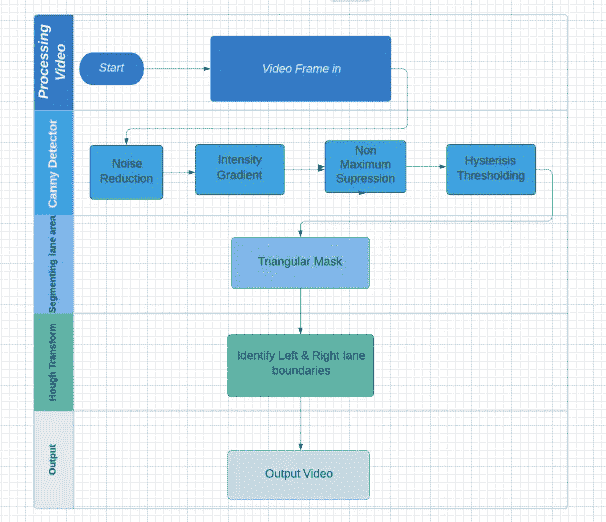 Processing
Video
Start
Video Frame in
Canny Detector
Noise
Reduction
Intensity
Gradient
Non
Maximum
Supression
Hysterisis
Thresholding
Segmenting lane area
Triangular Mask
Hough Transform
Identify Left & Right lane
boundaries
Output
Output Video